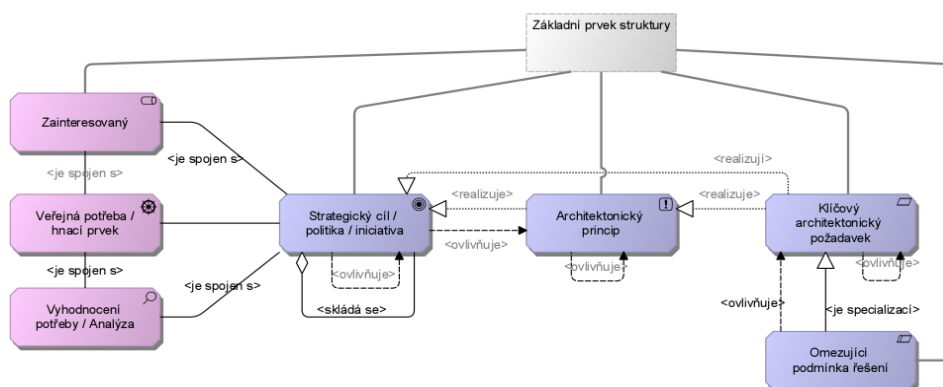 Základní prvek struktury
Zainteresovaný
<je spojen s>
<je spojen s>
<realizují>
Veřejná potřeba /
hnací prvek
Strategický cíl /
politika / iniciativa
<realizuje>
Architektonický
princip
<realizuje>
Klíčový
architektonický
požadavek
<ovlivňuje>
<je spojen s>
<ovlivňuje>
<ovlivňuje>
<ovlivňuje>
<je spojen s>
Vyhodnocení
potřeby / Analýza
<skládá se>
<ovlivňuje>
<je specializací>
Omezující
podmínka řešení